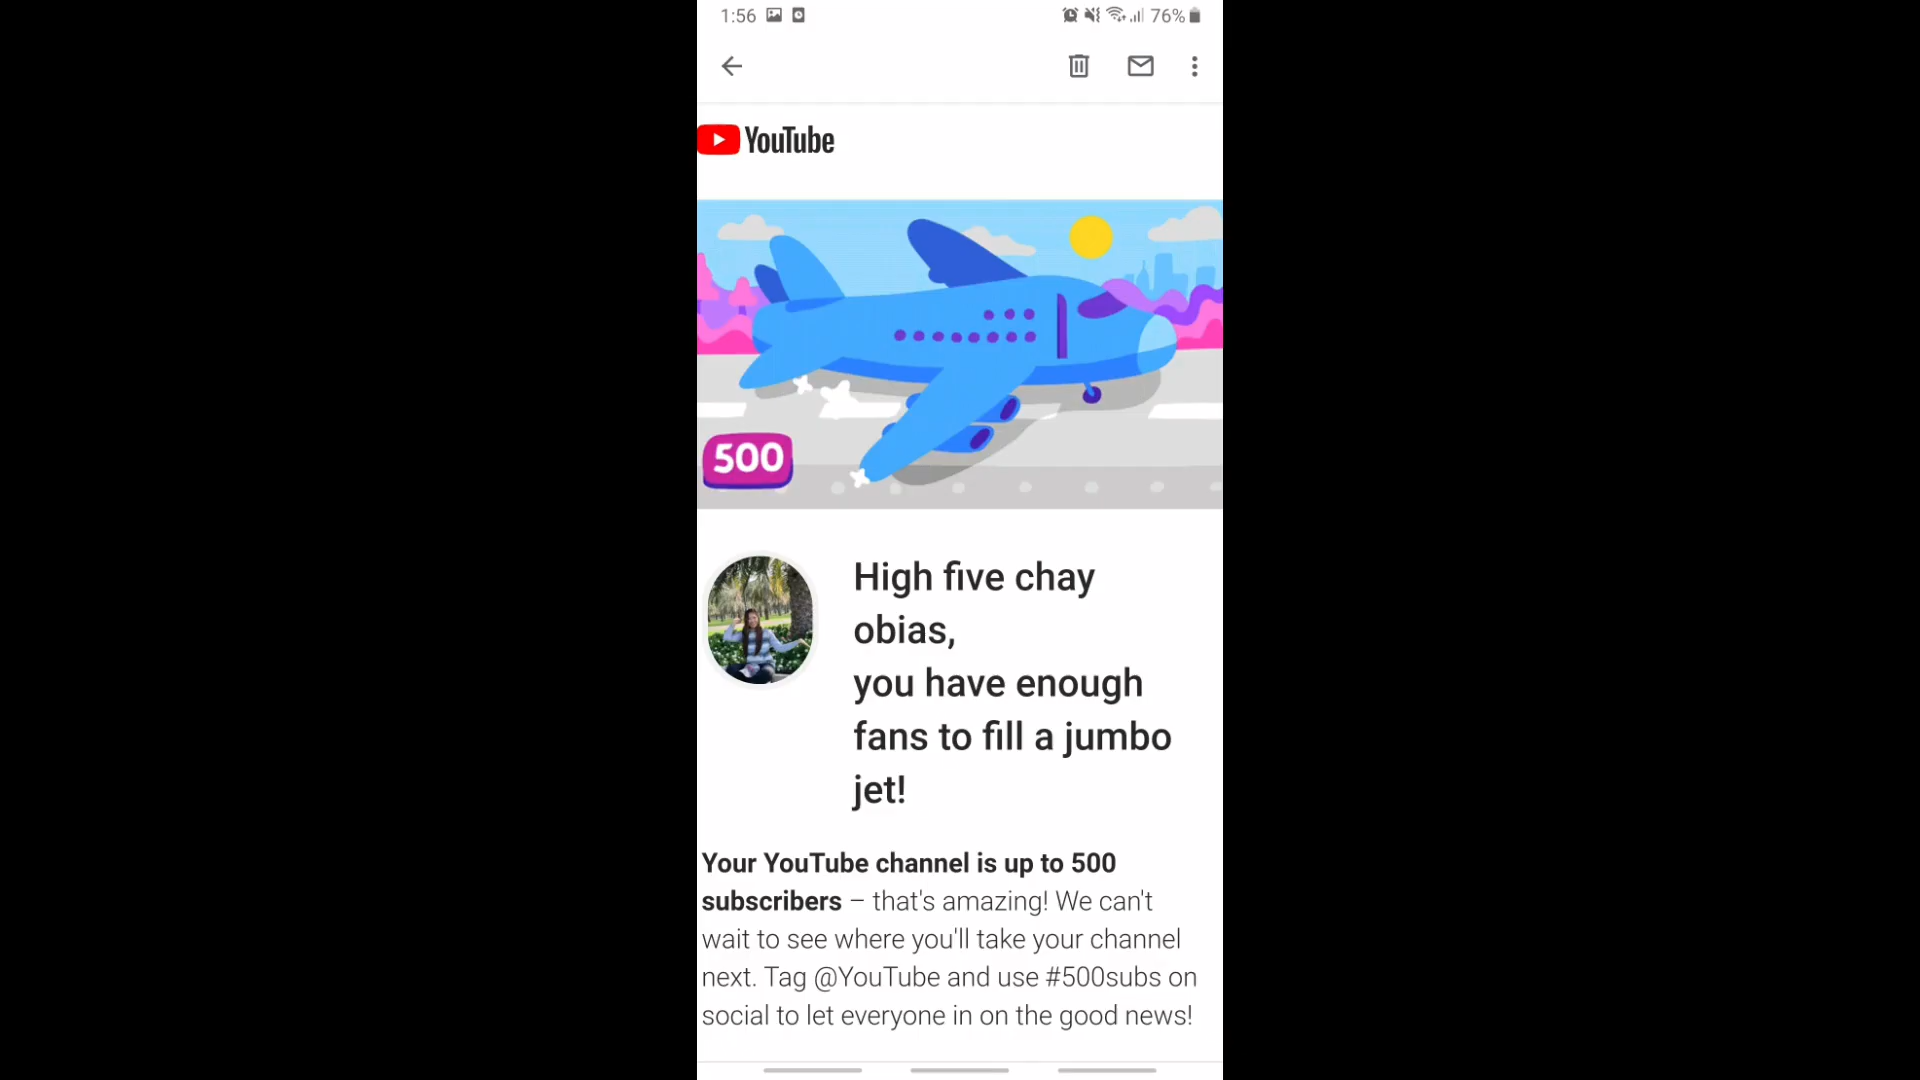 1:56
76%
YouTube
500
High five chay
obias,
you have enough
fans to fill a jumbo
jet!
Your YouTube channel is up to 500
subscribers – that's amazing! We can't
wait to see where you'll take your channel
next. Tag @YouTube and use #500subs on
social to let everyone in on the good news!